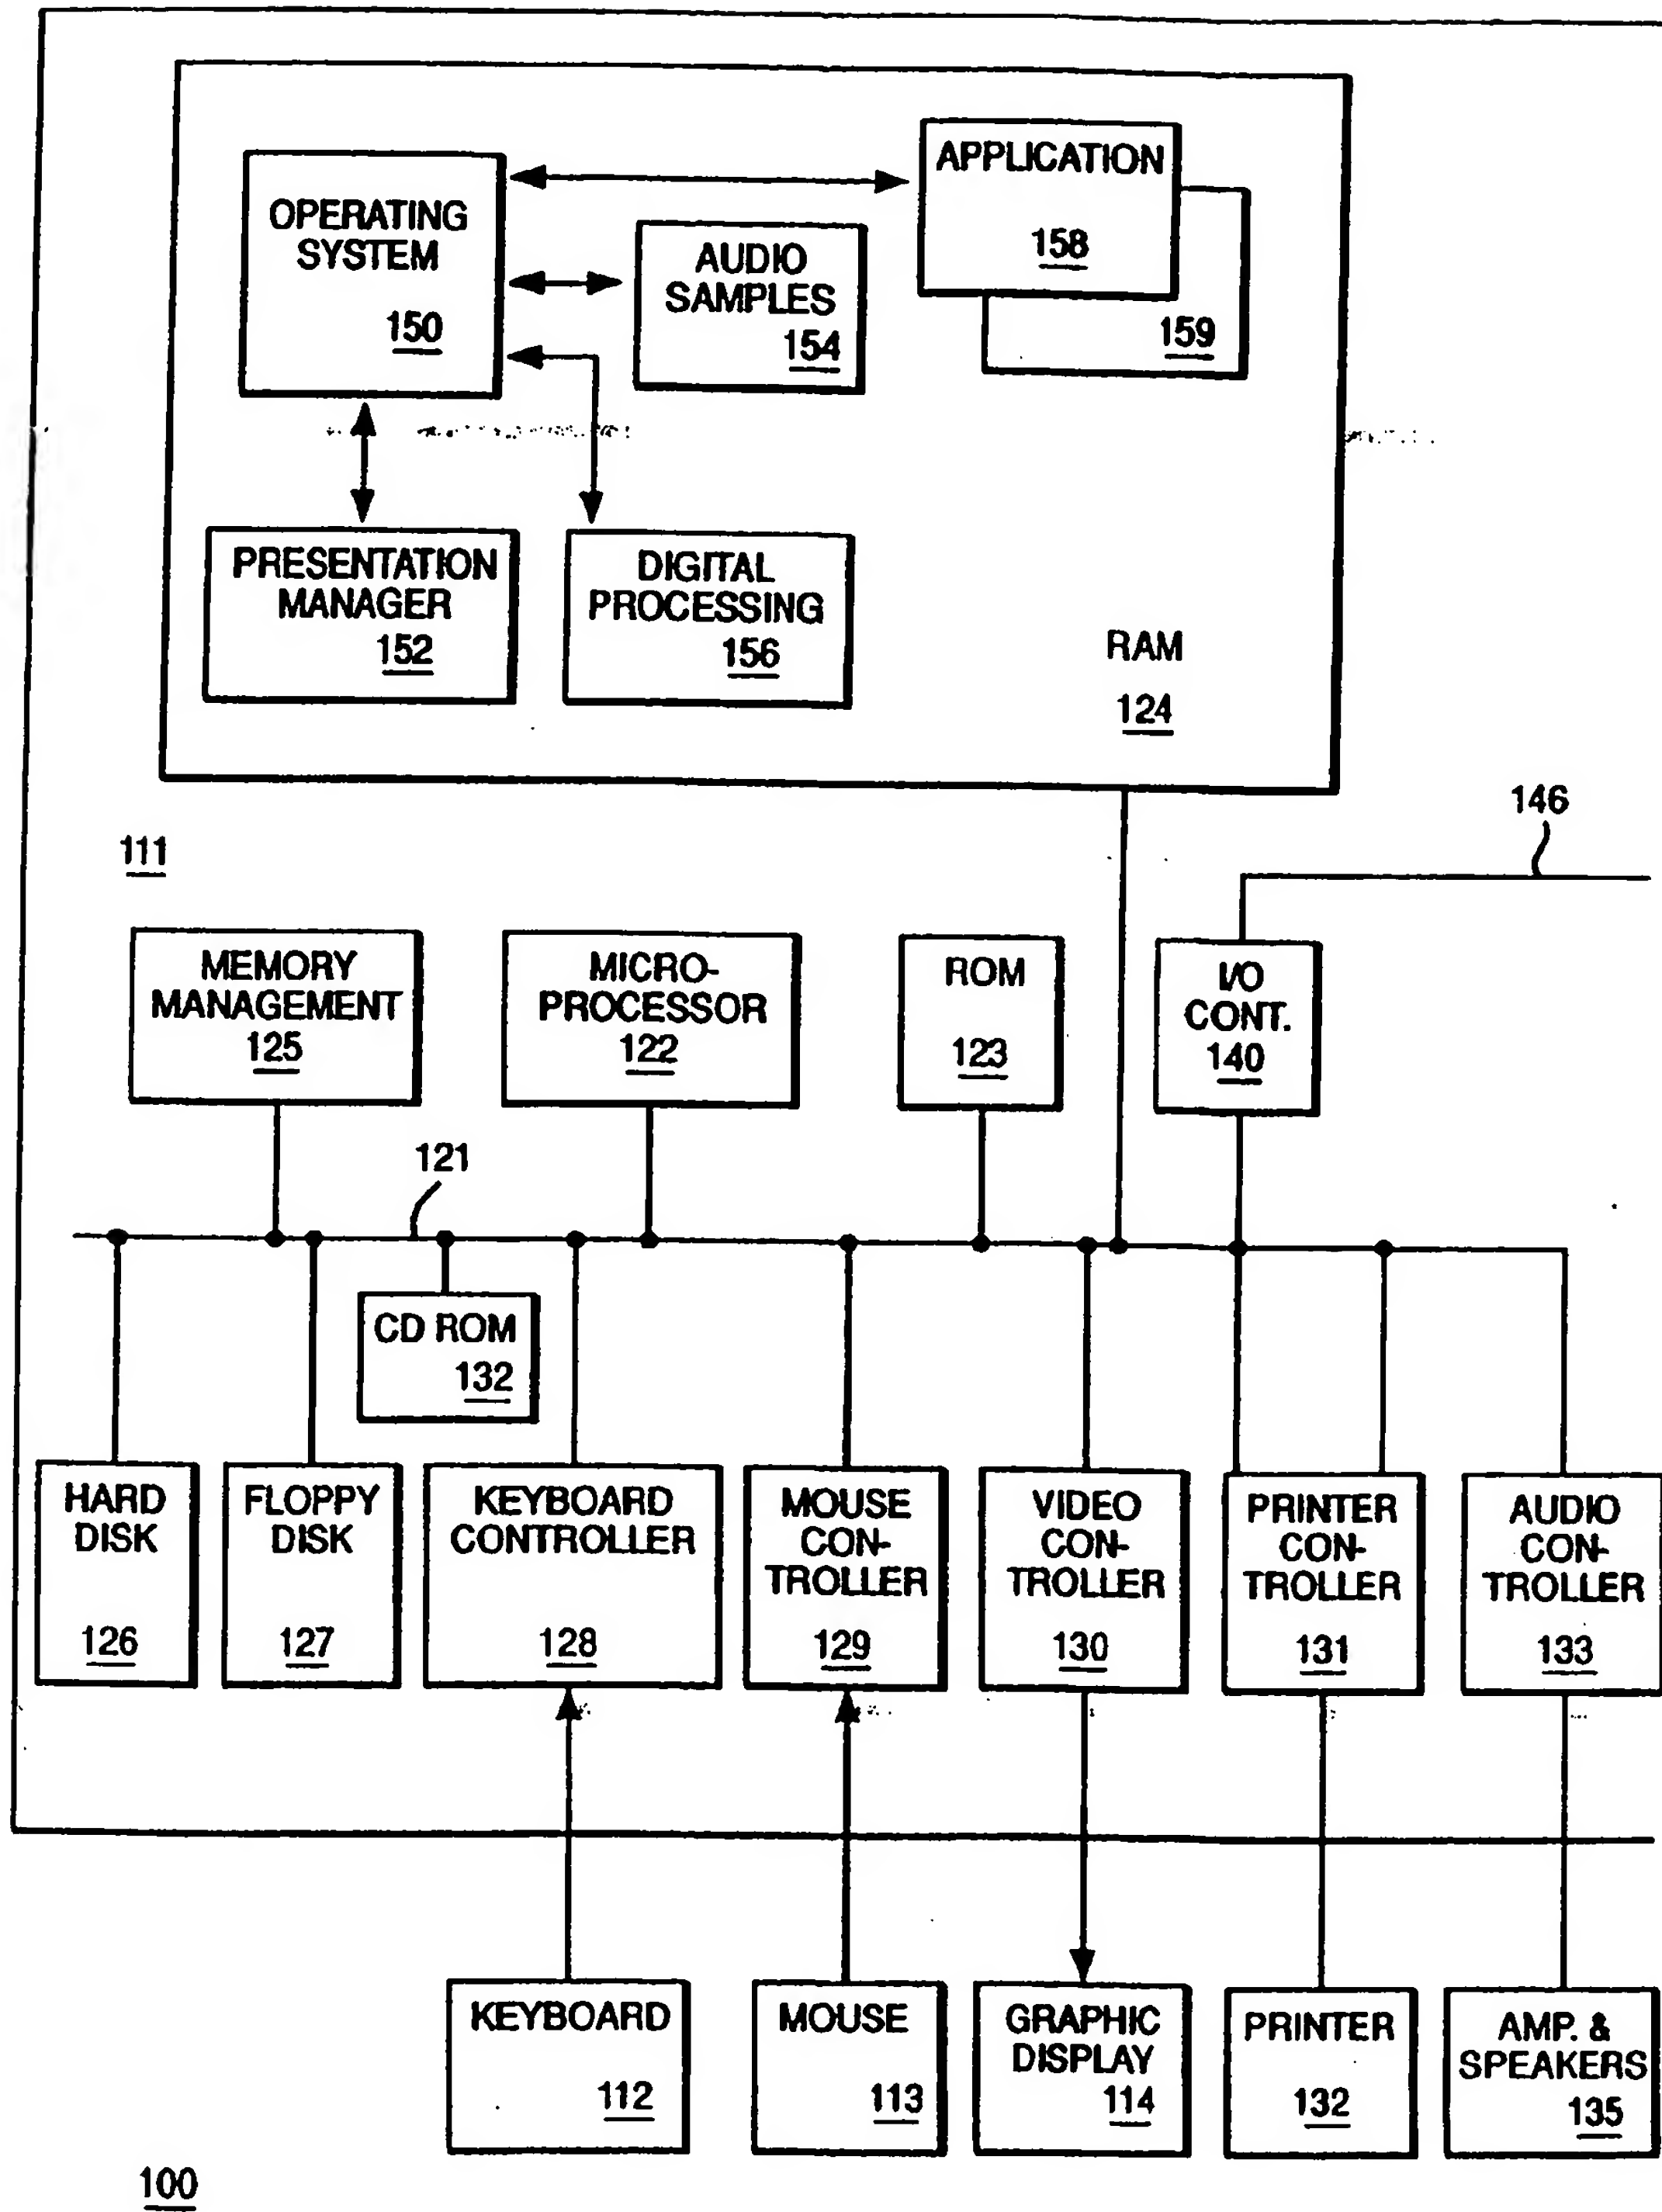 APPLICATION
158
159
OPERATING
SYSTEM
150
AUDIO
SAMPLES
154
PRESENTATION
MANAGER
152
DIGITAL
PROCESSING
156
RAM
124
146
111
MEMORY
MANAGEMENT
125
MICRO-
PROCESSOR
122
ROM
123
I/O
CONT.
140
121
CD ROM
132
HARD
DISK
126
FLOPPY
DISK
127
KEYBOARD
CONTROLLER
128
MOUSE
CON-
TROLLER
129
VIDEO
CON-
TROLLER
130
PRINTER
CON-
TROLLER
131
AUDIO
CON-
TROLLER
133
KEYBOARD
112
MOUSE
113
GRAPHIC
DISPLAY
114
PRINTER
132
AMP. &
SPEAKERS
135
100